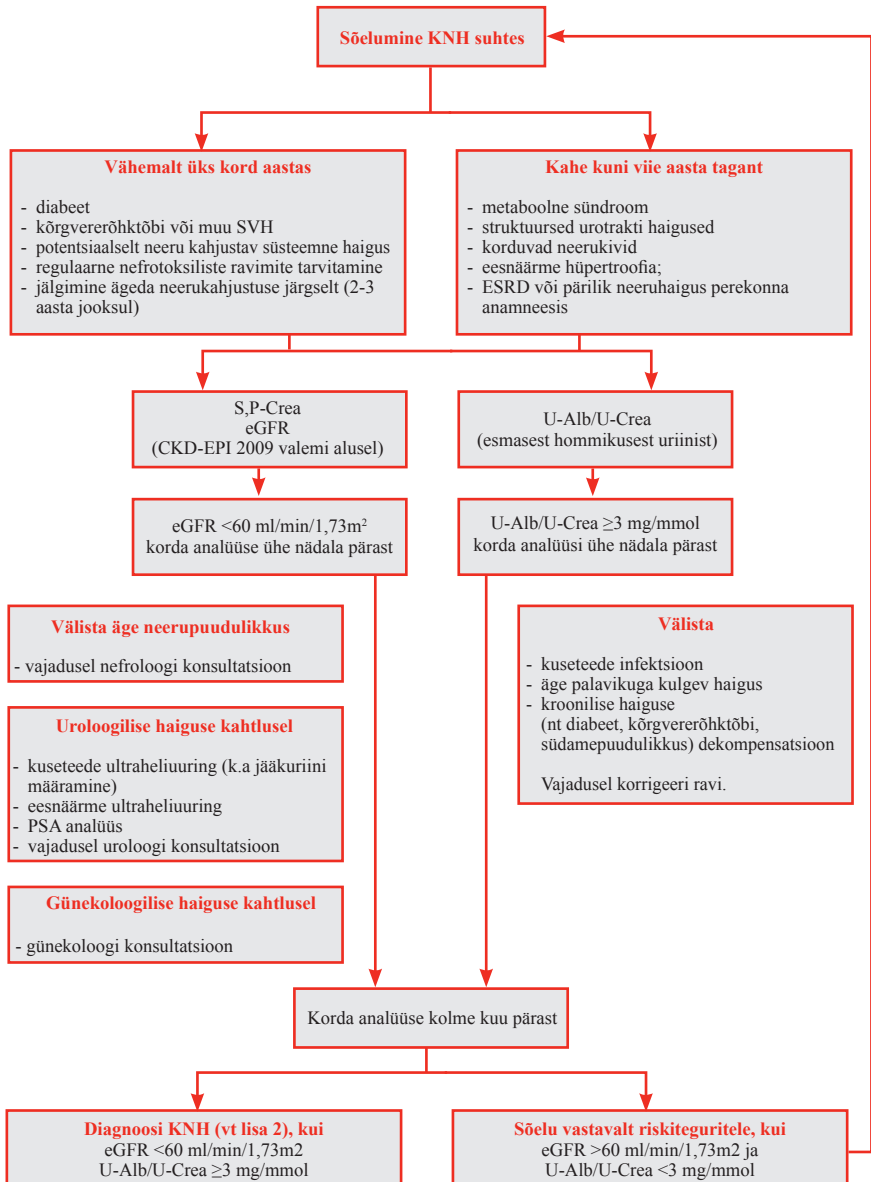 Sõelumine KNH suhtes
Vähemalt üks kord aastas
- diabeet
- kõrgvererõhktõbi või muu SVH
- potentsiaalselt neeru kahjustav süsteemne haigus
- regulaarne nefrotoksiliste ravimite tarvitamine
- jälgimine ägeda neerukahjustuse järgselt (2-3
aasta jooksul)
Kahe kuni viie aasta tagant
- metaboolne sündroom
- struktuursed urotrakti haigused
- korduvad neerukivid
- eesnäärme hüpertroofia;
- ESRD või pärilik neeruhaigus perekonna
anamneesis
S,P-Crea
eGFR
(CKD-EPI 2009 valemi alusel)
U-Alb/U-Crea
(esmasest hommikusest uriinist)
eGFR <60 ml/min/1,73m²
korda analüüse ühe nädala pärast
U-Alb/U-Crea ≥3 mg/mmol
korda analüüsi ühe nädala pärast
Välista äge neerupuudulikkus
- vajadusel nefroloogi konsultatsioon
Uroloogilise haiguse kahtlusel
- kuseteede ultraheliuuring (k.a jääkuriini
määramine)
- eesnäärme ultraheliuuring
- PSA analüüs
- vajadusel uroloogi konsultatsioon
Günekoloogilise haiguse kahtlusel
- günekoloogi konsultatsioon
Välista
- kuseteede infektsioon
- äge palavikuga kulgev haigus
- kroonilise haiguse
(nt diabeet, kõrgvererõhktõbi,
südamepuudulikkus) dekompensatsioon
Vajadusel korrigeeri ravi.
Korda analüüse kolme kuu pärast
Diagnoosi KNH (vt lisa 2), kui
eGFR <60 ml/min/1,73m2
U-Alb/U-Crea ≥3 mg/mmol
Sõelu vastavalt riskiteguritele, kui
eGFR >60 ml/min/1,73m2 ja
U-Alb/U-Crea <3 mg/mmol